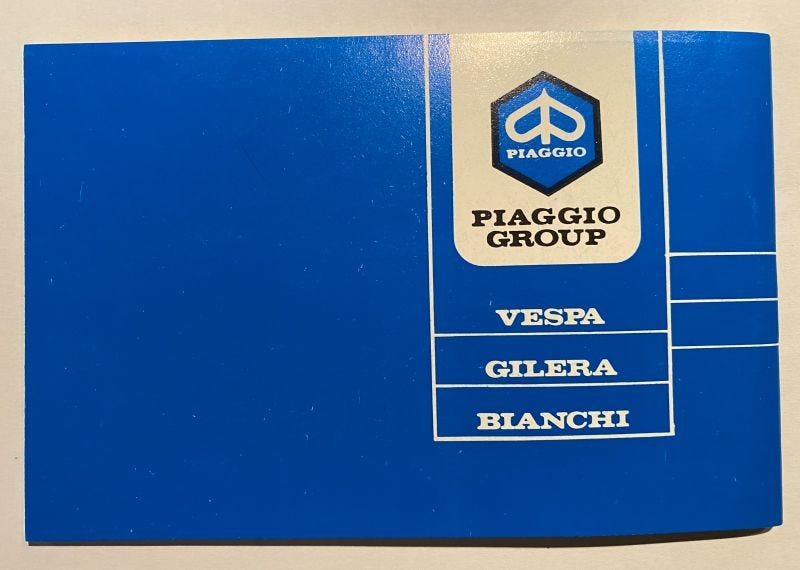 PIAGGIO
PIAGGIO
GROUP
VESPA
GILERA
BIANCHI